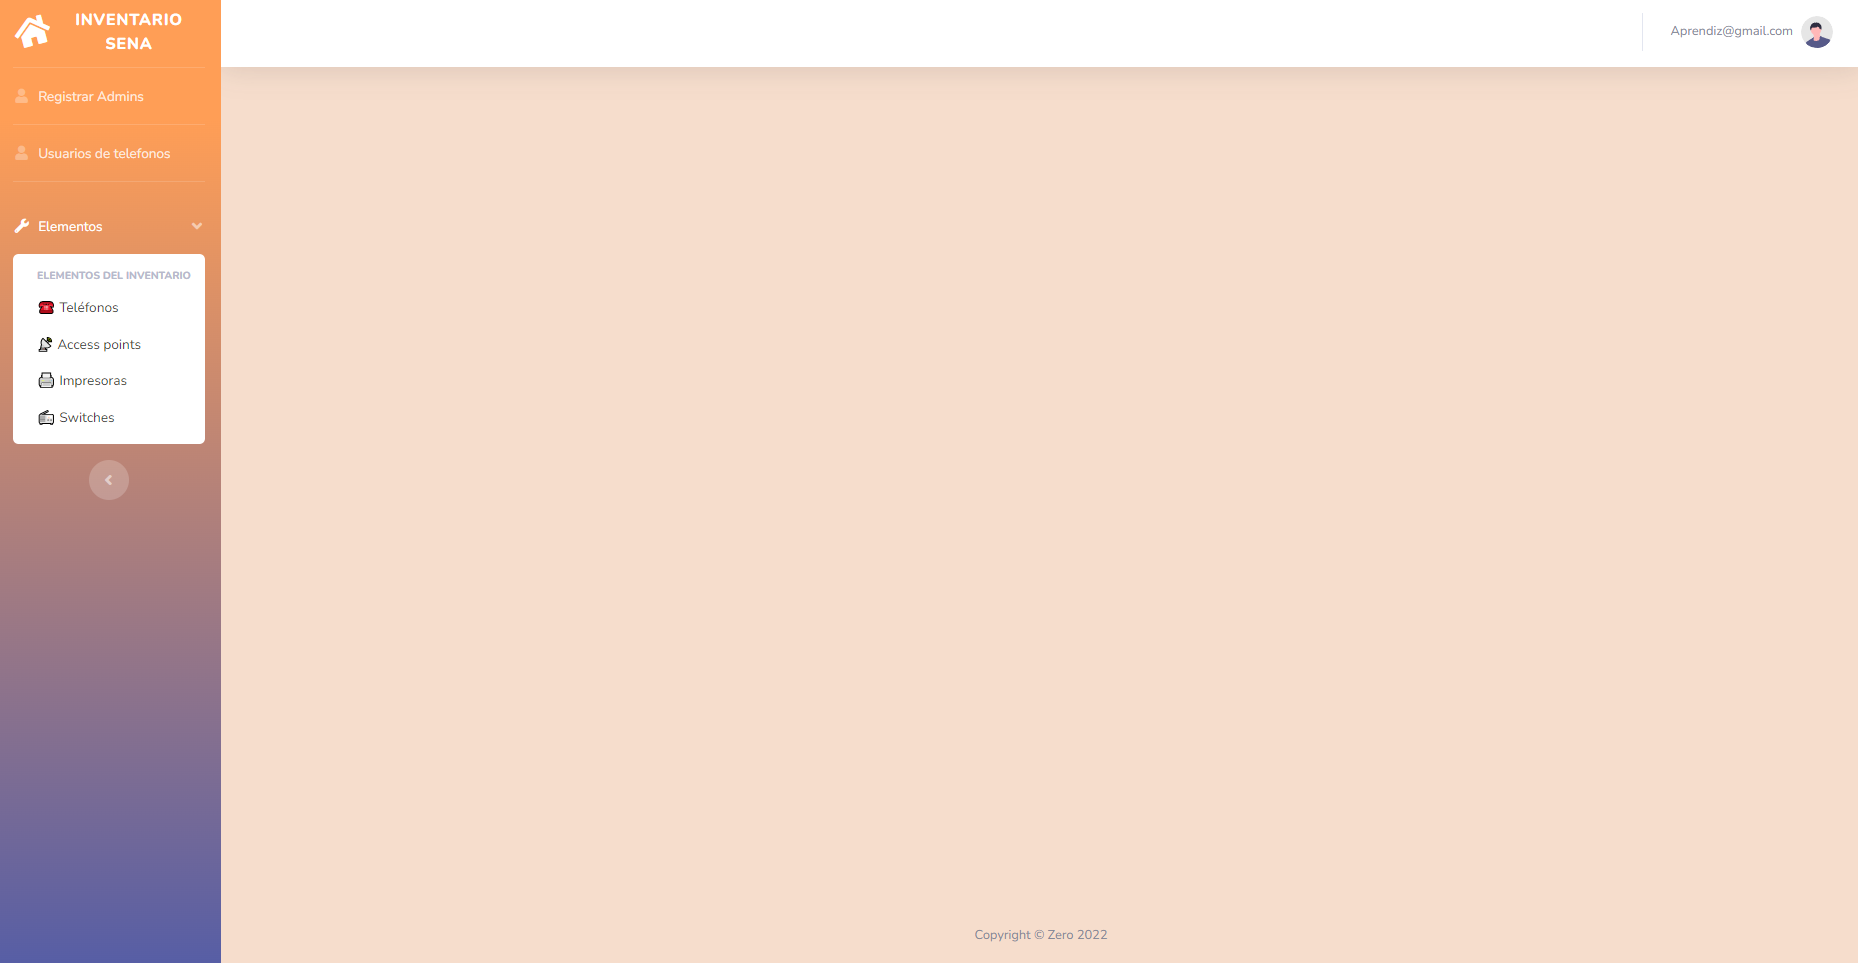 INVENTARIO
SENA
Aprendiz@gmail.com
Registrar Admins
Usuarios de telefonos
Elementos
ELEMENTOS DEL INVENTARIO
Teléfonos
Access points
Impresoras
Switches
Copyright © Zero 2022